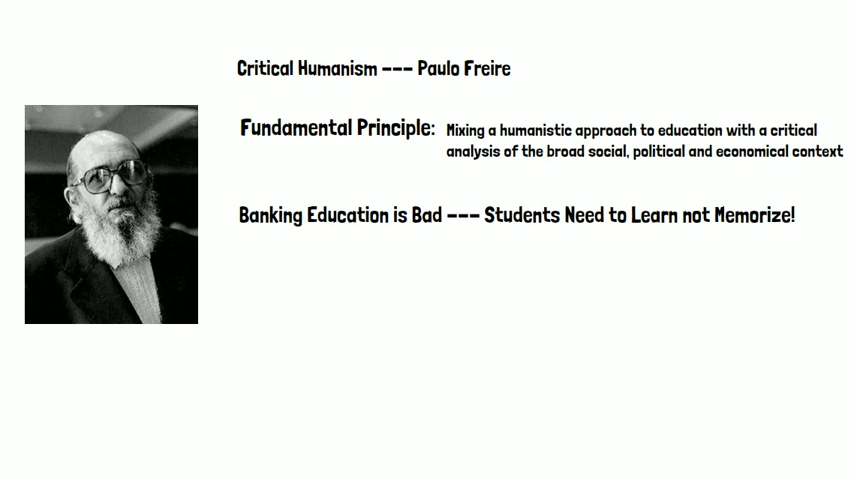 Critical Humanism --- Paulo Freire
Fundamental Principle: Mixing a humanistic approach to education with a critical
analysis of the broad social, political and economical context
Banking Education is Bad --- Students Need to Learn not Memorize!